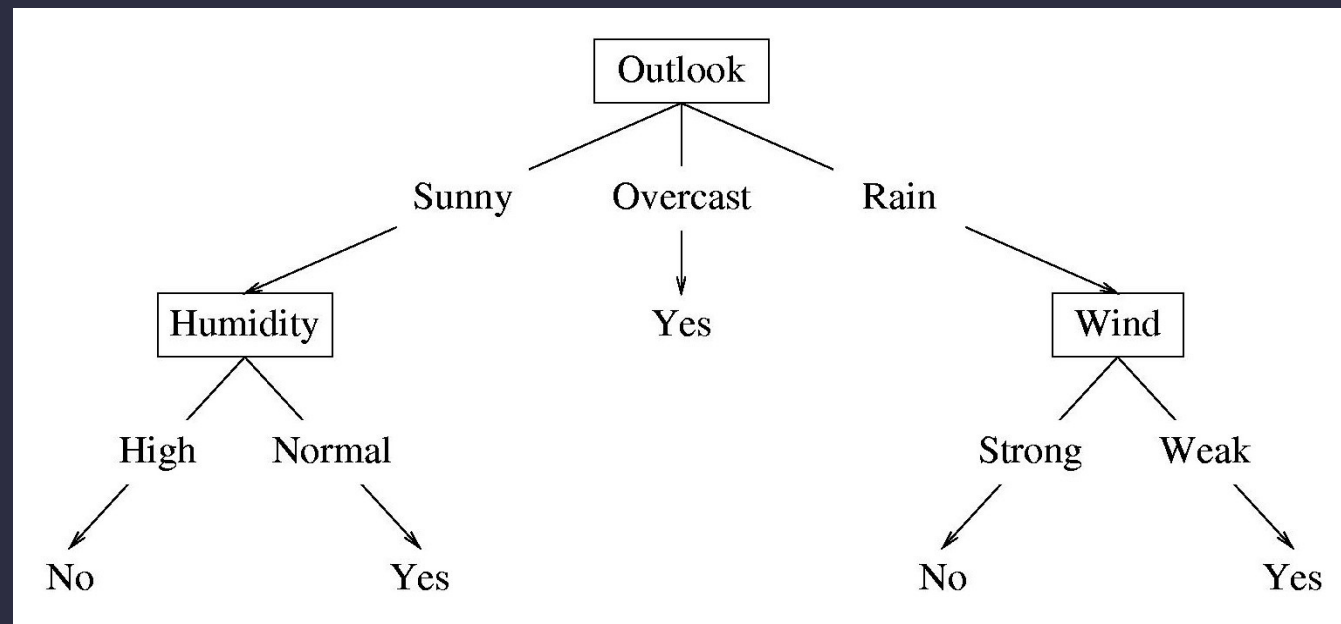 Outlook
Sunny Overcast Rain
Humidity Yes Wind
High Normal Strong Weak
No Yes No Yes